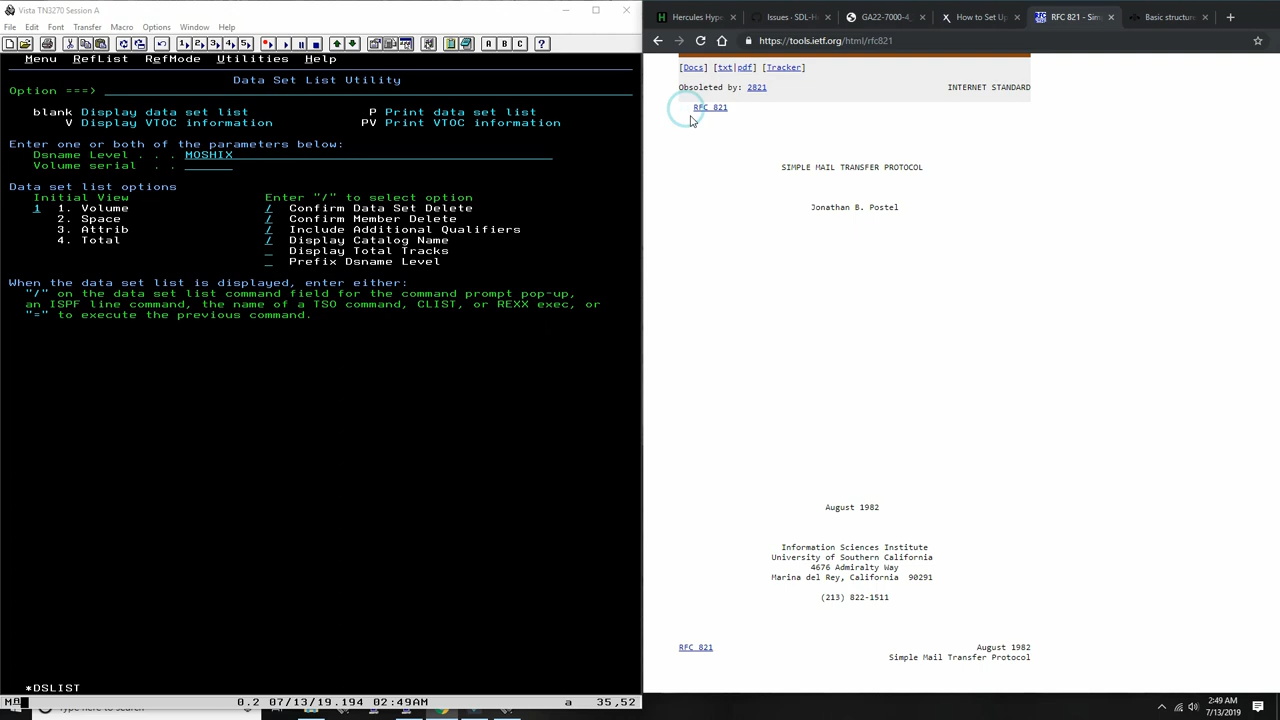 Vista TN3270 Session A
File Edit Font Transfer Macro Options Window Help
Menu RefList RefMode Utilities Help
Data Set List Utility
Option ===>
blank Display data set list P Print data set list
V Display VTOC information PV Print VTOC information
Enter one or both of the parameters below:
Dsname Level . . . MOSHIX
Volume serial . .
Data set list options
Initial View Enter "/" to select option
1 1. Volume / Confirm Data Set Delete
2. Space / Confirm Member Delete
3. Attrib / Include Additional Qualifiers
4. Total / Display Catalog Name
_ Display Total Tracks
_ Prefix Dsname Level
When the data set list is displayed, enter either:
"/" on the data set list command field for the command prompt pop-up,
an ISPF line command, the name of a TSO command, CLIST, or REXX exec, or
"=" to execute the previous command.
*DSLIST
0.2 07/13/19.194 02:49AM a 35,52
Hercules Hype
Issues · SDL-He
GA22-7000-4_
How to Set Up
RFC 821 - Sim
Basic structure
https://tools.ietf.org/html/rfc821
[Docs] [txt|pdf] [Tracker]
Obsoleted by: 2821 INTERNET STANDARD
RFC 821
SIMPLE MAIL TRANSFER PROTOCOL
Jonathan B. Postel
August 1982
Information Sciences Institute
University of Southern California
4676 Admiralty Way
Marina del Rey, California 90291
(213) 822-1511
RFC 821 August 1982
Simple Mail Transfer Protocol
Type here to search
2:49 AM
7/13/2019